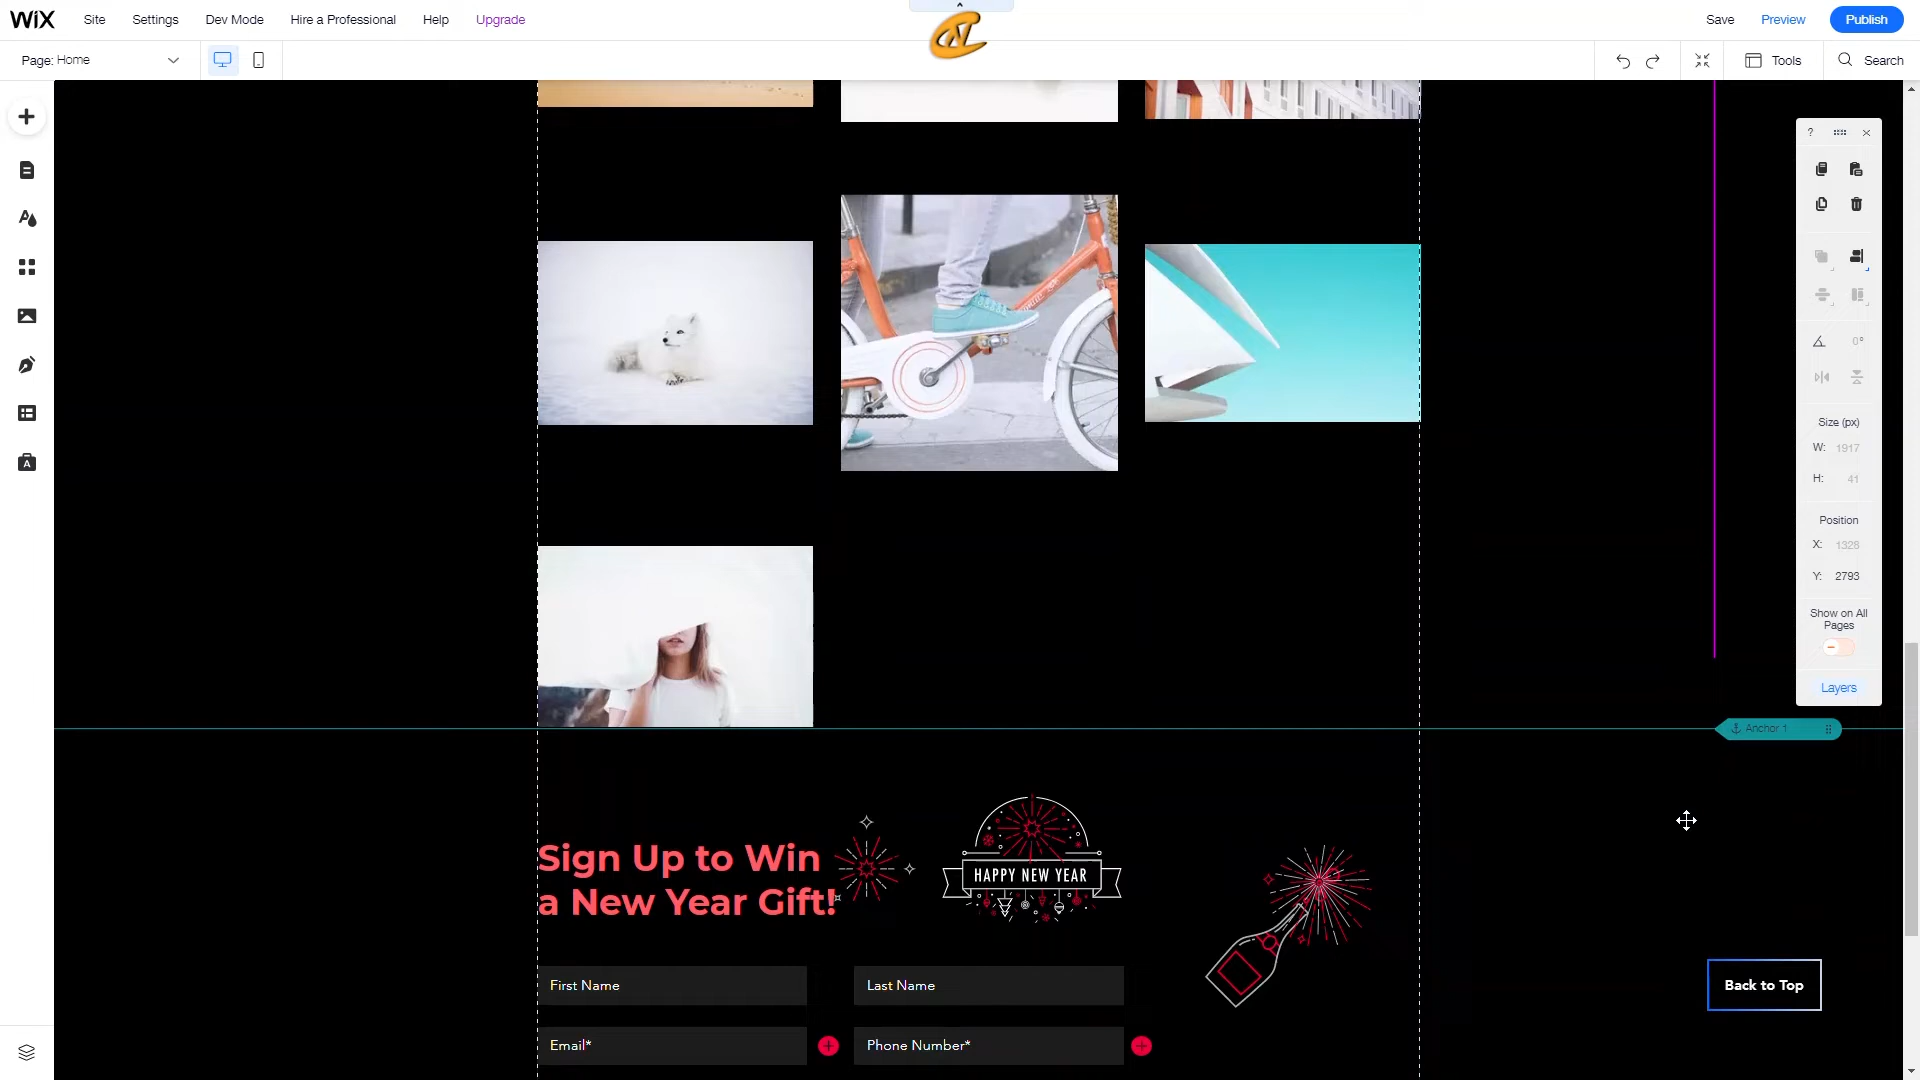 WiX Site Settings Dev Mode Hire a Professional Help Upgrade Save Preview Publish
Page: Home Tools Search
?
Size (px)
W: 1917
H: 41
Position
X: 1328
Y: 2793
0°
Show on All
Pages
Layers
Anchor 1
Sign Up to Win
a New Year Gift!
HAPPY NEW YEAR
First Name Last Name
Back to Top
Email* Phone Number*